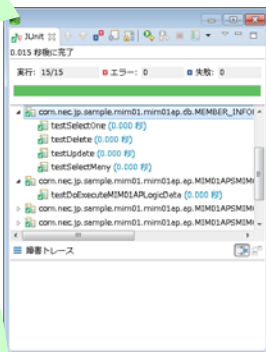 JUnit
0.015 秒後に完了
実行: 15/15 エラー: 0 失敗: 0
com.nec.jp.sample.mim01.mim01ep.db.MEMBER_INFO
testSelectOne (0.000 秒)
testDelete (0.000 秒)
testUpdate (0.000 秒)
testSelectMeny (0.000 秒)
com.nec.jp.sample.mim01.mim01ep.ep.MIM01APSMIM
testDoExecuteMIM01APLogicData (0.000 秒)
com.nec.jp.sample.mim01.mim01ep.ep.MIM01APSMIM
com.nec.jp.sample.mim01.mim01ep.ep.MIM01APSMIM
障害トレース